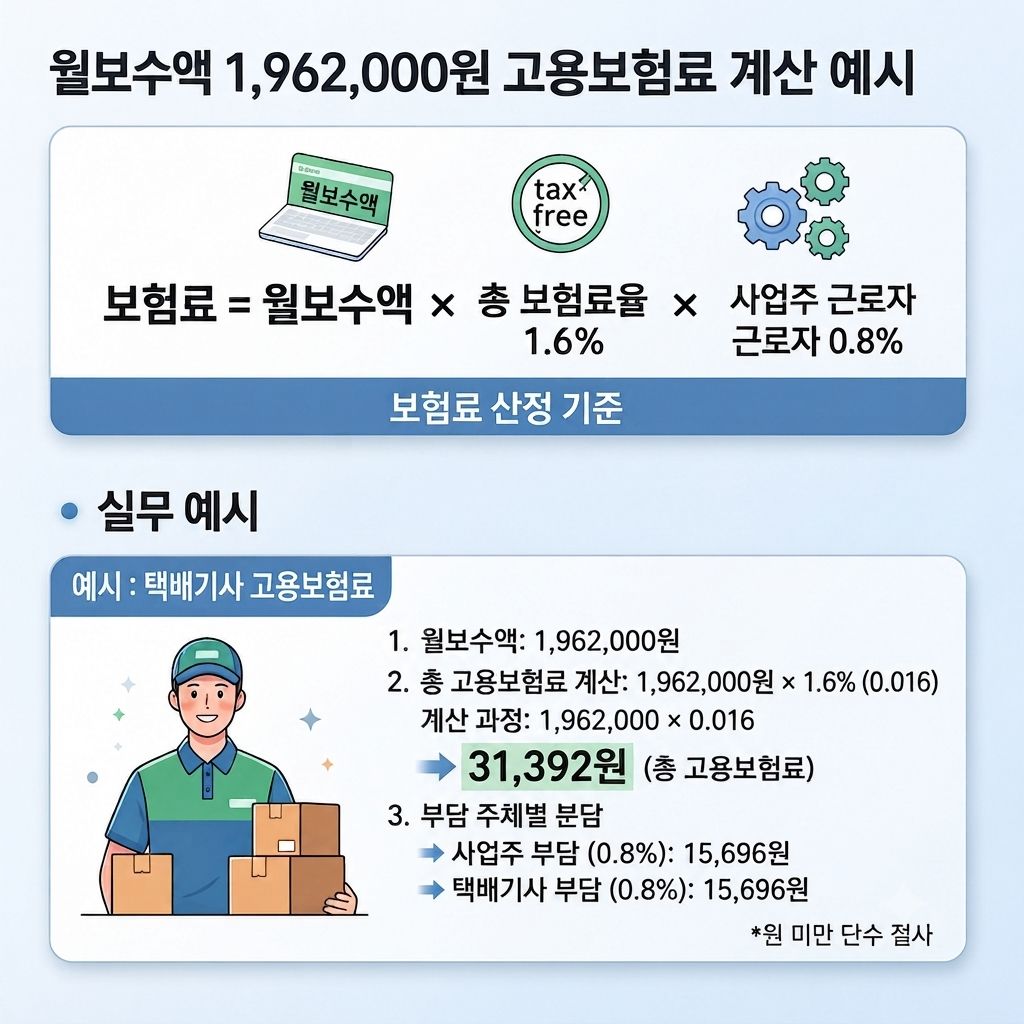 월보수액 1,962,000원 고용보험료 계산 예시
월보수액
tax
free
보험료 = 월보수액 × 총 보험료율 × 사업주 근로자
1.6% 근로자 0.8%
보험료 산정 기준
• 실무 예시
예시 : 택배기사 고용보험료
1. 월보수액: 1,962,000원
2. 총 고용보험료 계산: 1,962,000원 × 1.6% (0.016)
계산 과정: 1,962,000 × 0.016
31,392원 (총 고용보험료)
3. 부담 주체별 분담
사업주 부담 (0.8%): 15,696원
택배기사 부담 (0.8%): 15,696원
*원 미만 단수 절사